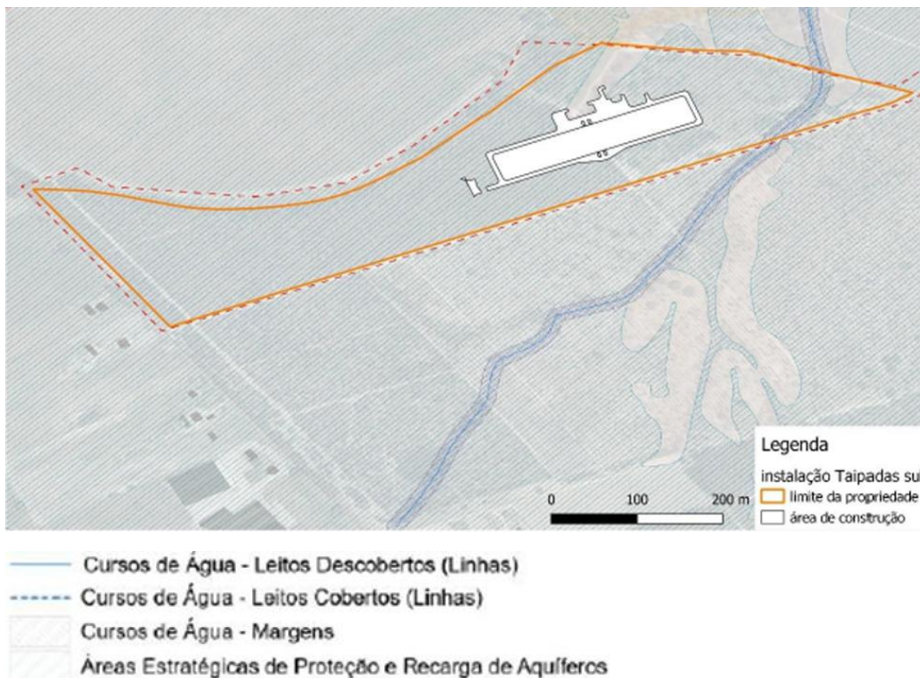 Legenda
instalação Taipadas su
limite da propriedade
área de construção
0 100 200 m
Cursos de Água - Leitos Descobertos (Linhas)
Cursos de Água - Leitos Cobertos (Linhas)
Cursos de Água - Margens
Áreas Estratégicas de Proteção e Recarga de Aquíferos